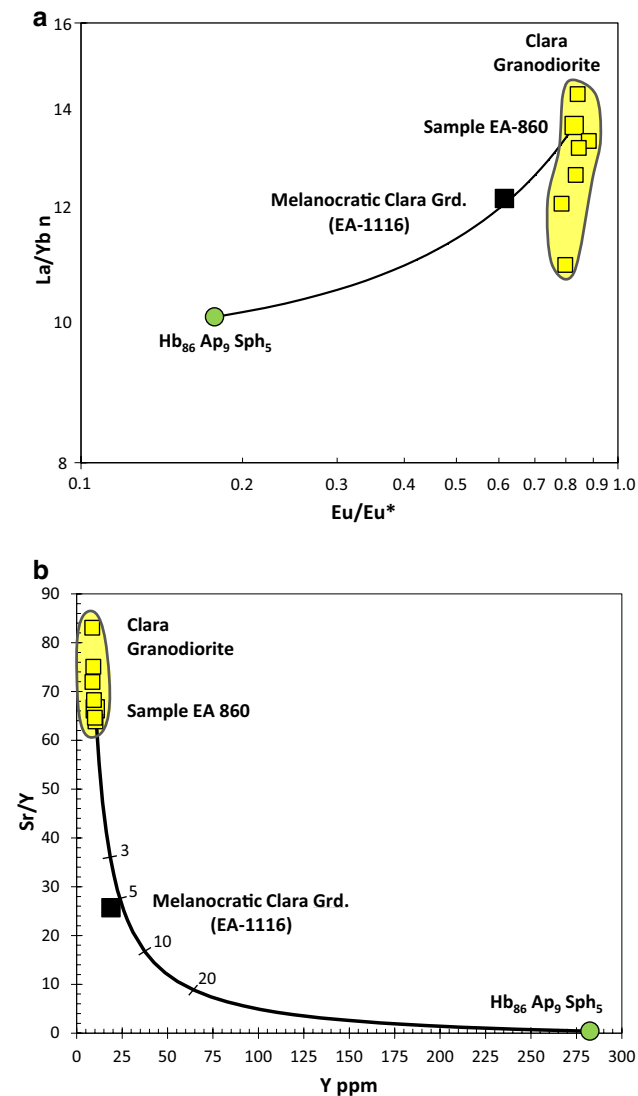 a
16
14
12
10
8
La/Yb n
Clara
Granodiorite
Sample EA-860
Melanocratic Clara Grd.
(EA-1116)
Hb₈₆ Ap₉ Sph₅
0.1
0.2
0.3
0.4
0.5
0.6
0.7
0.8
0.9
1.0
Eu/Eu*
b
90
80
70
60
50
40
30
20
10
0
Sr/Y
Clara
Granodiorite
Sample EA 860
3
5
Melanocratic Clara Grd.
(EA-1116)
10
20
Hb₈₆ Ap₉ Sph₅
0
25
50
75
100
125
150
175
200
225
250
275
300
Y ppm